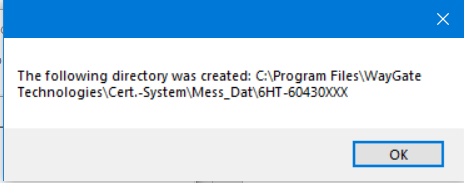 The following directory was created: C:\Program Files\WayGate
Technologies\Cert.-System\Mess_Dat\6HT-60430XXX
OK